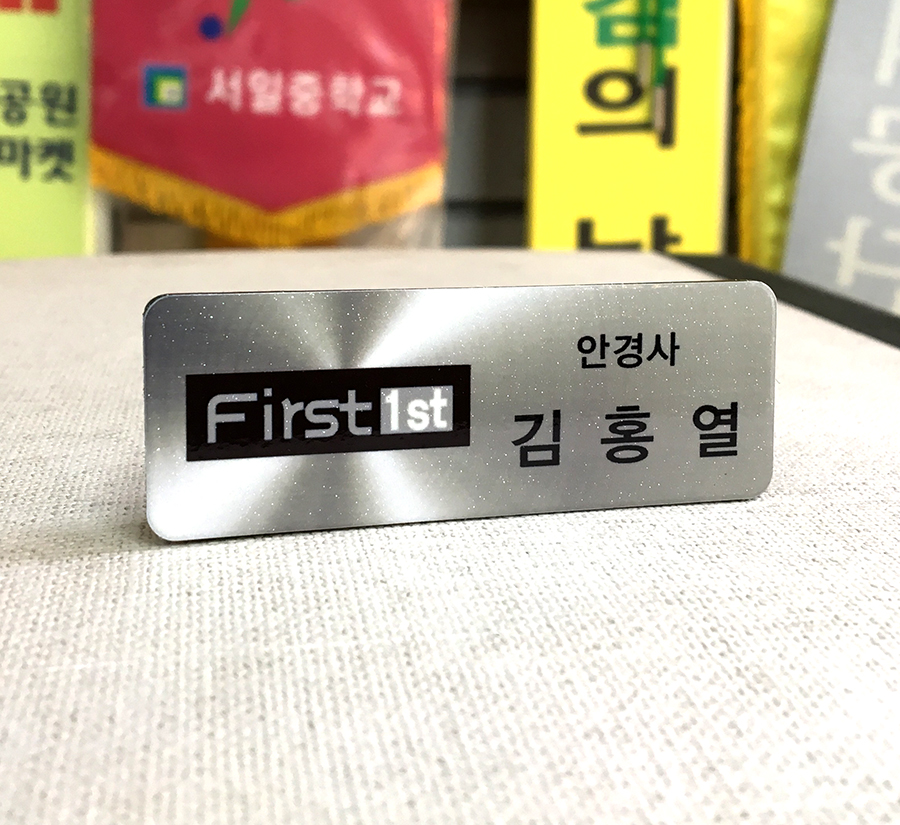 공원
마켓
서일중학교
의
First 1st
안경사
김 홍 열